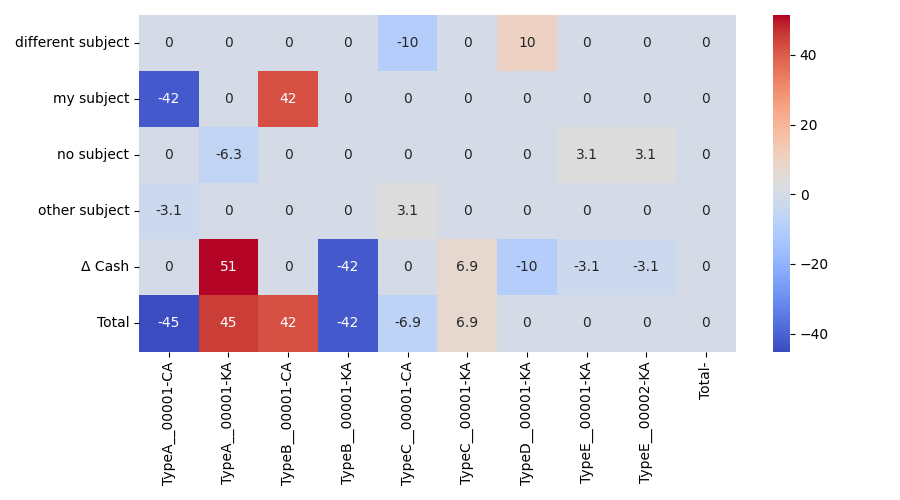 different subject 0 0 0 0 -10 0 10 0 0 0
my subject -42 0 42 0 0 0 0 0 0 0
no subject 0 -6.3 0 0 0 0 0 3.1 3.1 0
other subject -3.1 0 0 0 3.1 0 0 0 0 0
Δ Cash 0 51 0 -42 0 6.9 -10 -3.1 -3.1 0
Total -45 45 42 -42 -6.9 6.9 0 0 0 0
TypeA__00001-CA
TypeA__00001-KA
TypeB__00001-CA
TypeB__00001-KA
TypeC__00001-CA
TypeC__00001-KA
TypeD__00001-KA
TypeE__00001-KA
TypeE__00002-KA
Total-
40
20
0
−20
−40